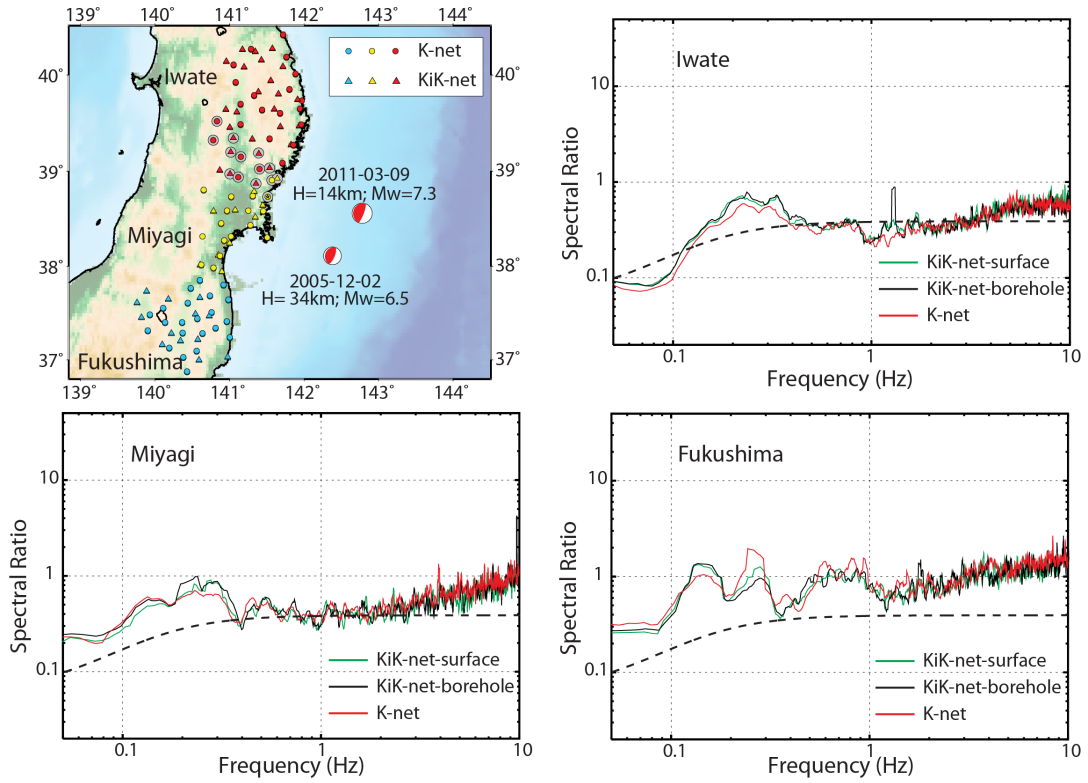 139˚ 140˚ 141˚ 142˚ 143˚ 144˚
40˚ 40˚
39˚ 39˚
38˚ 38˚
37˚ 37˚
139˚ 140˚ 141˚ 142˚ 143˚ 144˚
K-net
KiK-net
Iwate
Miyagi
Fukushima
2011-03-09
H=14km; Mw=7.3
2005-12-02
H= 34km; Mw=6.5
Iwate
Spectral Ratio
10
1
0.1
KiK-net-surface
KiK-net-borehole
K-net
0.1 1 10
Frequency (Hz)
Miyagi
Spectral Ratio
10
1
0.1
KiK-net-surface
KiK-net-borehole
K-net
0.1 1 10
Frequency (Hz)
Fukushima
Spectral Ratio
10
1
0.1
KiK-net-surface
KiK-net-borehole
K-net
0.1 1 10
Frequency (Hz)